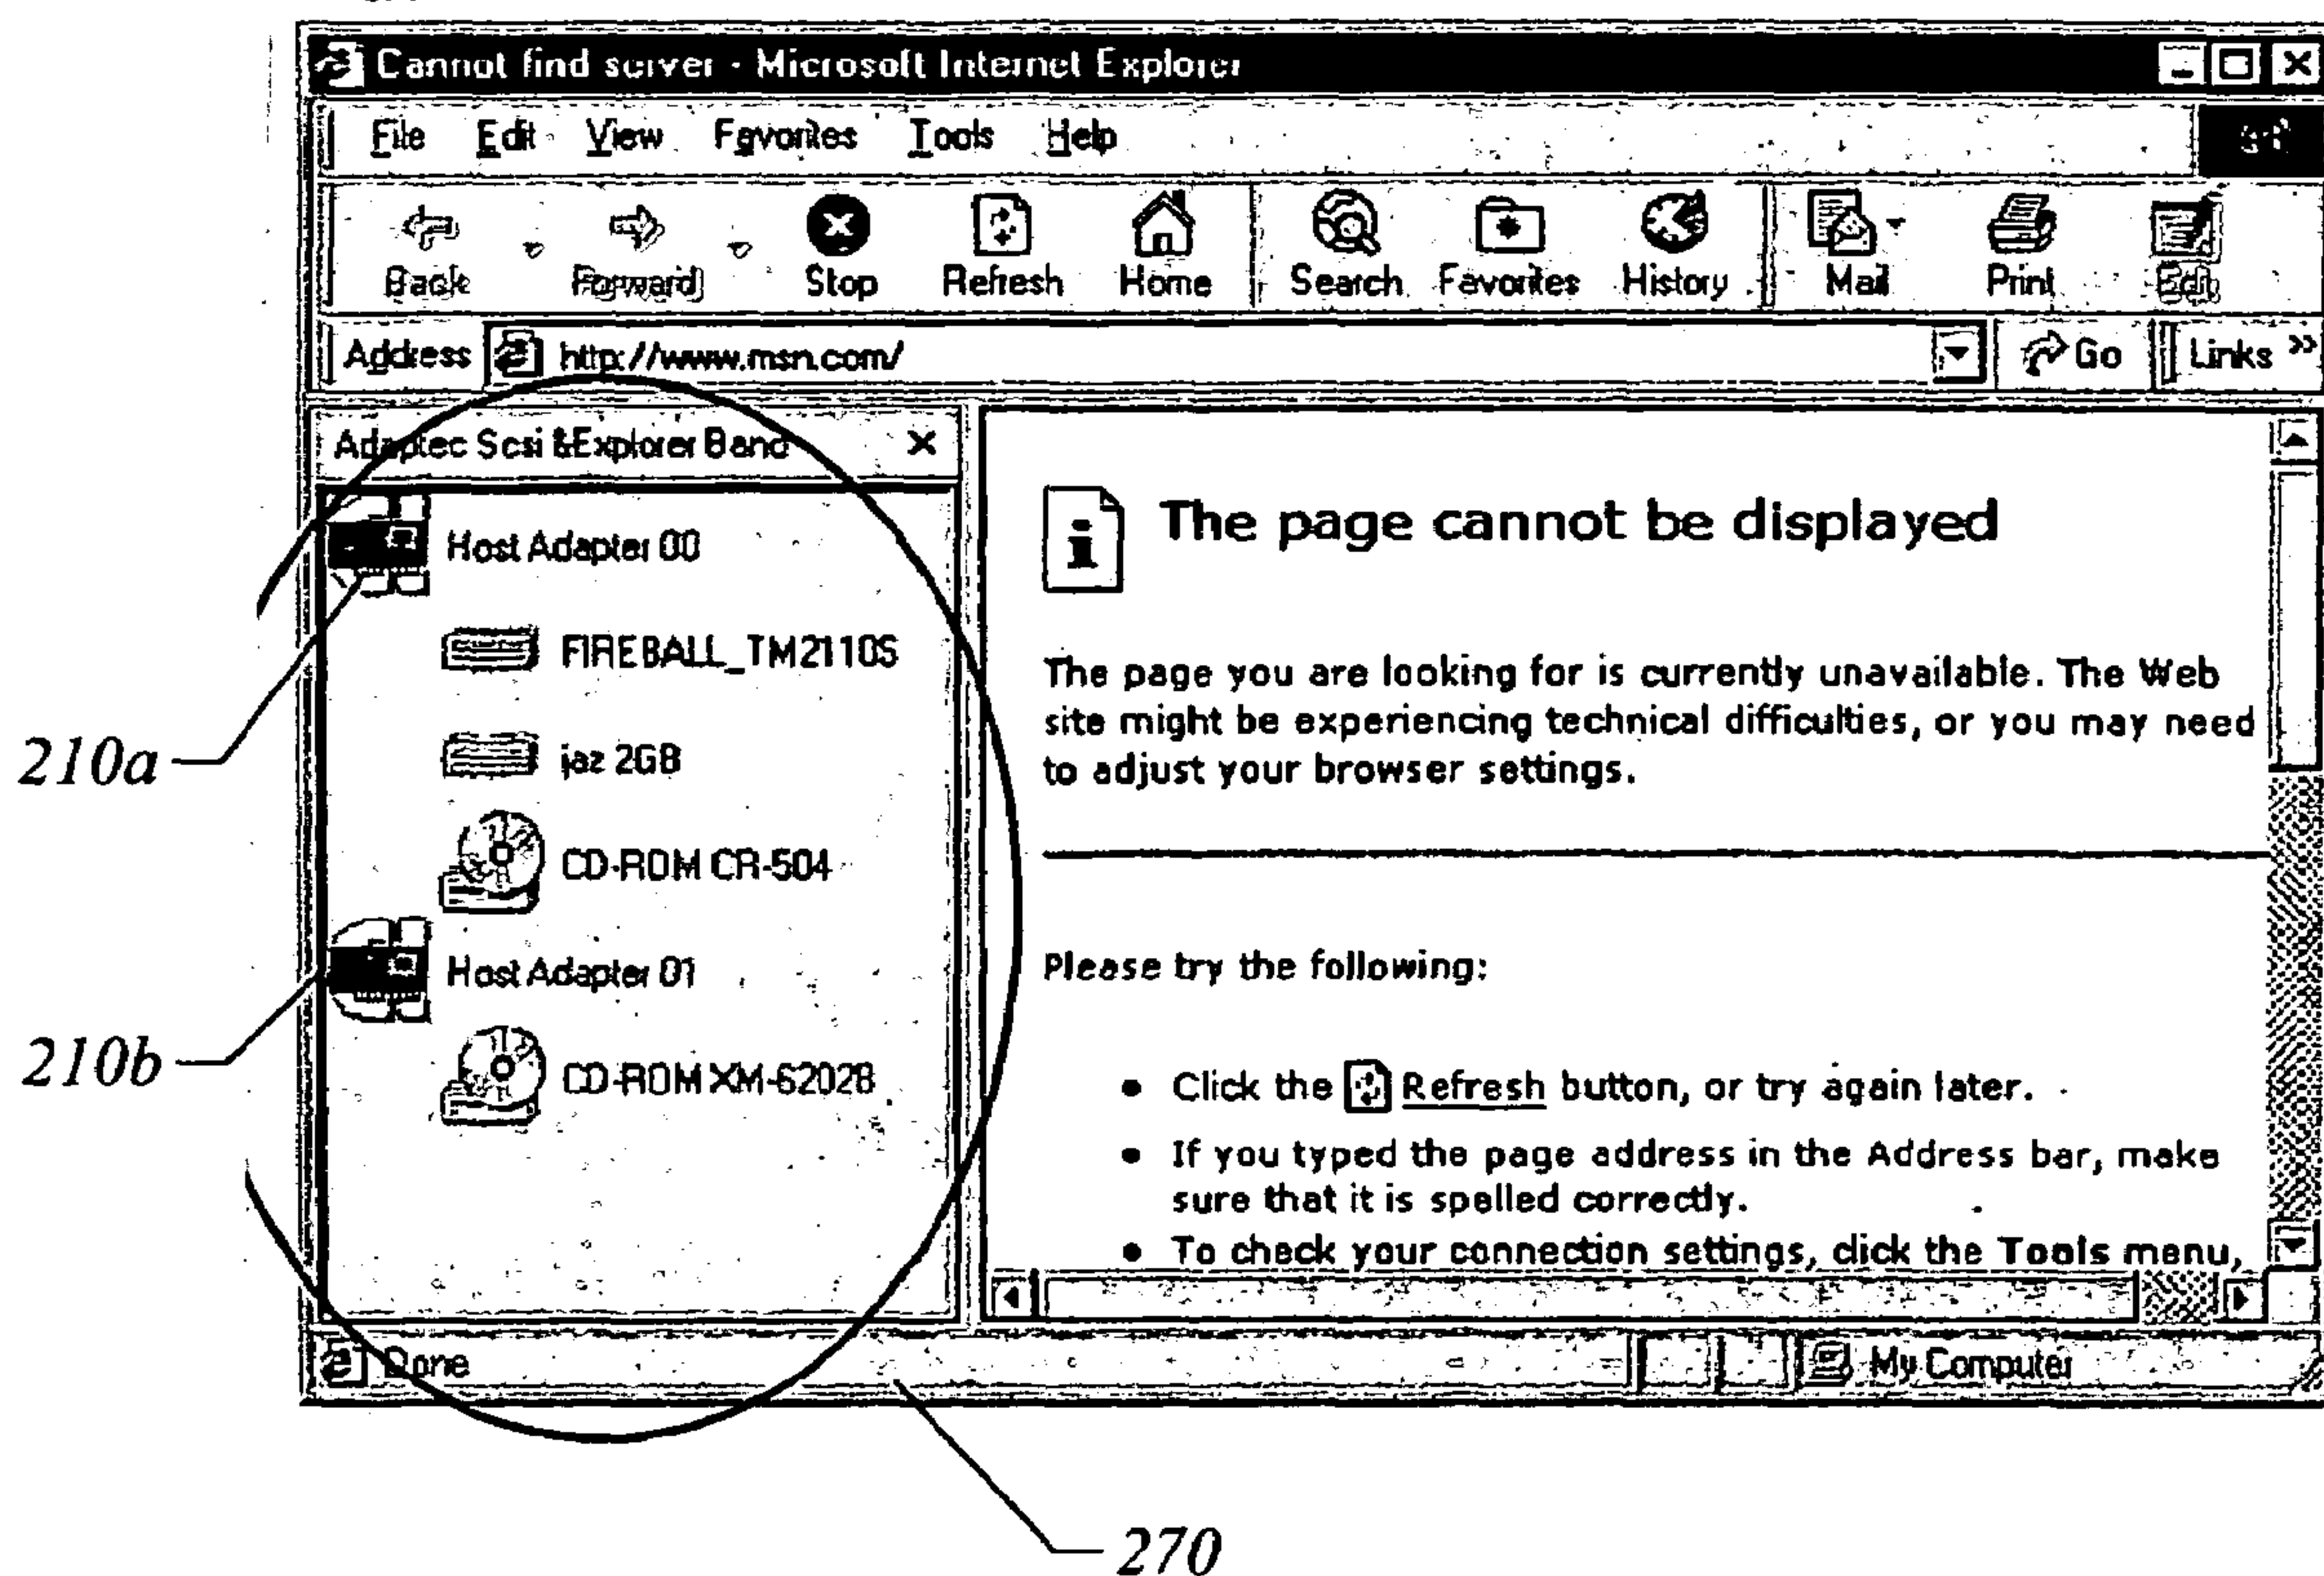 Cannot find server - Microsoft Internet Explorer
File Edit View Favorites Tools Help
Back Forward Stop Refresh Home Search Favorites History Mail Print Edit
Address http://www.msn.com/ Go Links »
Adaptec Scsi &Explorer Band
Host Adapter 00
FIREBALL_TM2110S
jaz 2GB
CD-ROM CR-504
Host Adapter 01
CD-ROM XM-6202B
The page cannot be displayed
The page you are looking for is currently unavailable. The Web
site might be experiencing technical difficulties, or you may need
to adjust your browser settings.
Please try the following:
• Click the Refresh button, or try again later.
• If you typed the page address in the Address bar, make
sure that it is spelled correctly.
• To check your connection settings, click the Tools menu,
Done My Computer
210a
210b
270